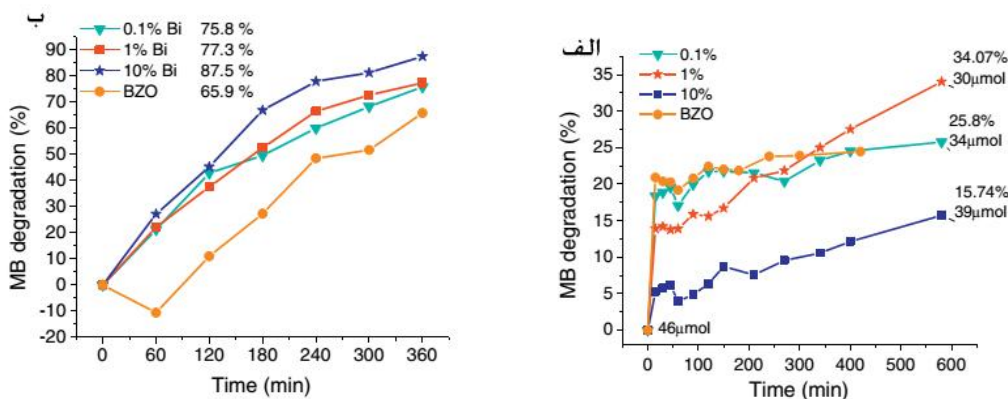 ب
0.1% Bi 75.8 %
1% Bi 77.3 %
10% Bi 87.5 %
BZO 65.9 %
MB degradation (%)
90
80
70
60
50
40
30
20
10
0
-10
-20
0 60 120 180 240 300 360
Time (min)
الف
0.1%
1%
10%
BZO
34.07%
30μmol
25.8%
34μmol
15.74%
39μmol
46μmol
MB degradation (%)
35
30
25
20
15
10
5
0
0 100 200 300 400 500 600
Time (min)